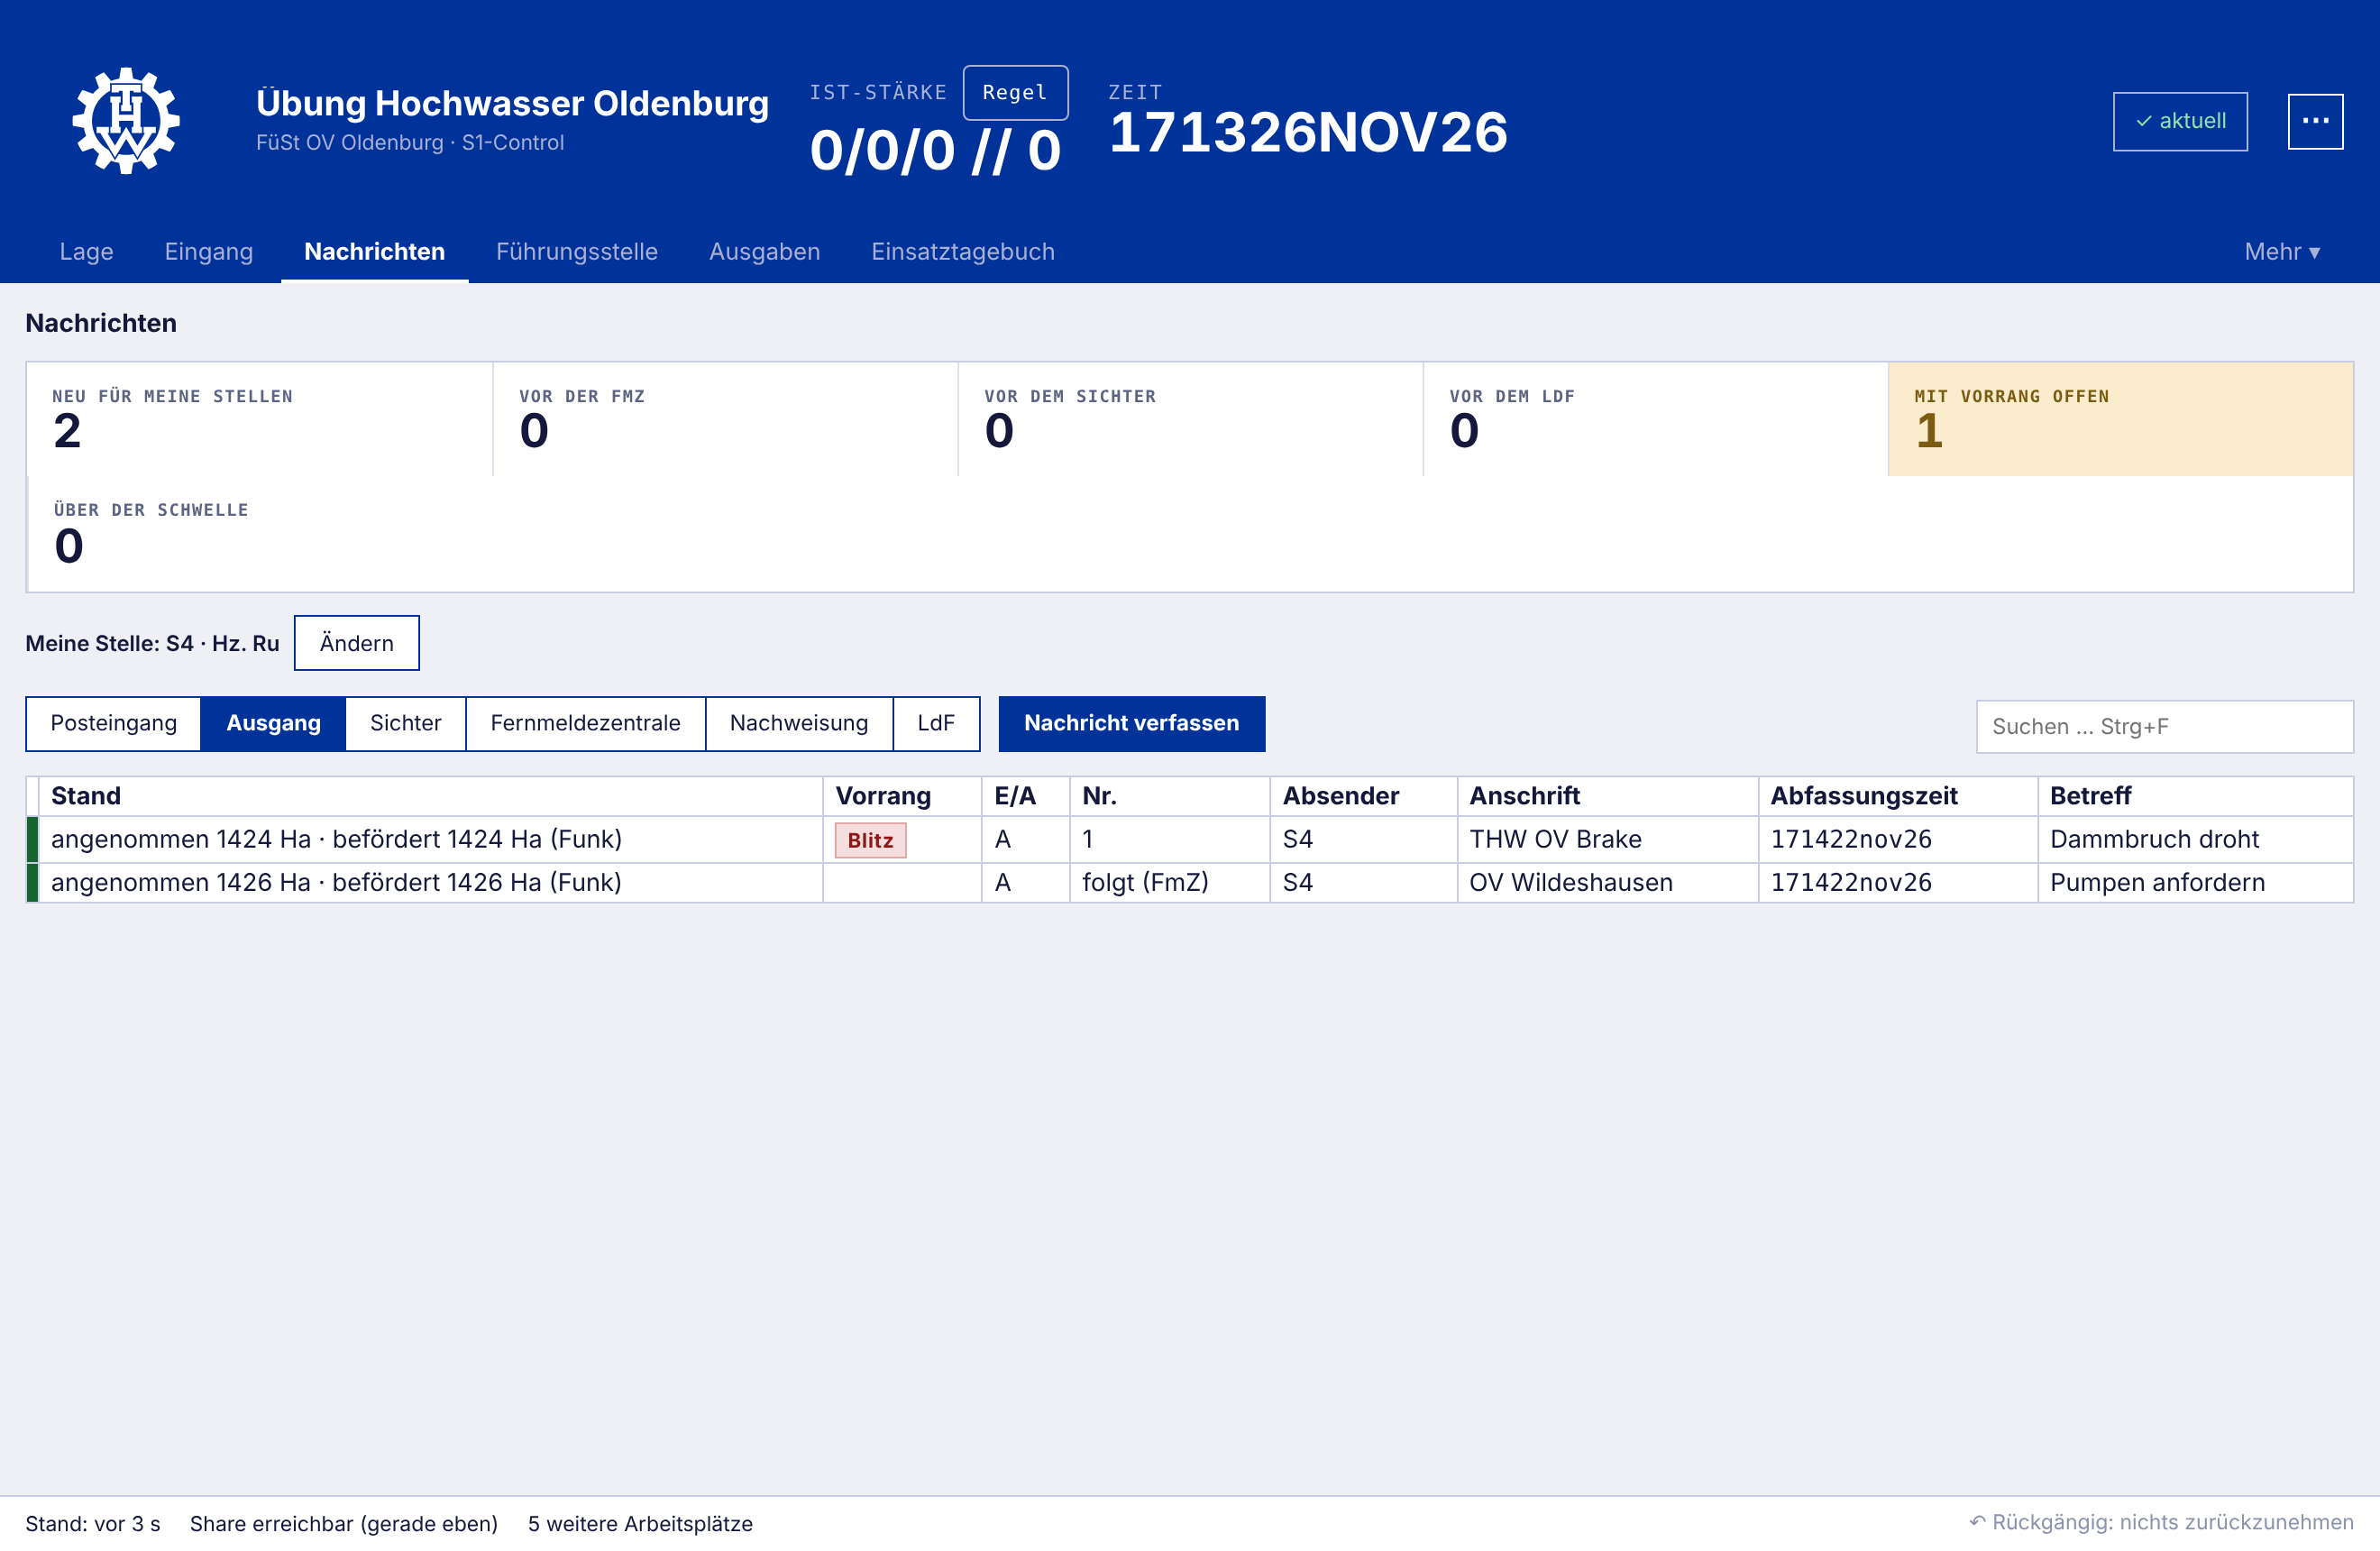 THW
Übung Hochwasser Oldenburg
FüSt OV Oldenburg · S1-Control
IST-STÄRKE Regel
0/0/0 // 0
ZEIT
171326NOV26
✓ aktuell
···
Lage Eingang Nachrichten Führungsstelle Ausgaben Einsatztagebuch Mehr ▾
Nachrichten
NEU FÜR MEINE STELLEN
2
VOR DER FMZ
0
VOR DEM SICHTER
0
VOR DEM LDF
0
MIT VORRANG OFFEN
1
ÜBER DER SCHWELLE
0
Meine Stelle: S4 · Hz. Ru Ändern
Posteingang Ausgang Sichter Fernmeldezentrale Nachweisung LdF Nachricht verfassen Suchen ... Strg+F
Stand Vorrang E/A Nr. Absender Anschrift Abfassungszeit Betreff
angenommen 1424 Ha · befördert 1424 Ha (Funk) Blitz A 1 S4 THW OV Brake 171422nov26 Dammbruch droht
angenommen 1426 Ha · befördert 1426 Ha (Funk) A folgt (FmZ) S4 OV Wildeshausen 171422nov26 Pumpen anfordern
Stand: vor 3 s Share erreichbar (gerade eben) 5 weitere Arbeitsplätze ↶ Rückgängig: nichts zurückzunehmen